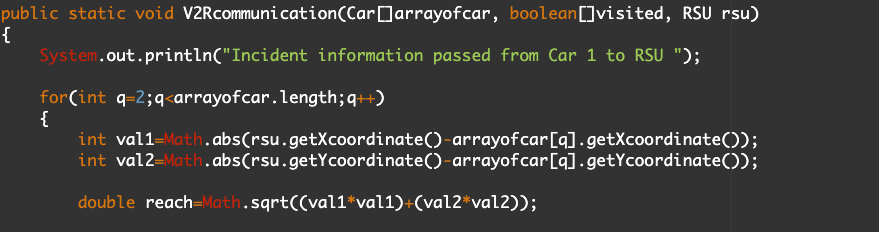 public static void V2Rcommunication(Car[]arrayofcar, boolean[]visited, RSU rsu)
{
System.out.println("Incident information passed from Car 1 to RSU ");
for(int q=2;q<arrayofcar.length;q++)
{
int val1=Math.abs(rsu.getXcoordinate()-arrayofcar[q].getXcoordinate());
int val2=Math.abs(rsu.getYcoordinate()-arrayofcar[q].getYcoordinate());
double reach=Math.sqrt((val1*val1)+(val2*val2));